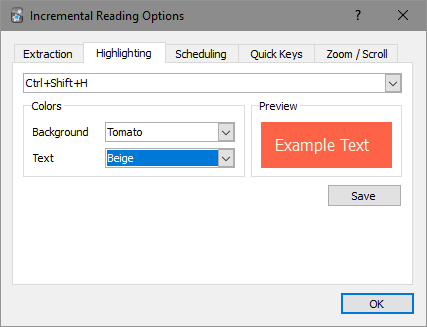 Incremental Reading Options
?
Extraction Highlighting Scheduling Quick Keys Zoom / Scroll
Ctrl+Shift+H
Colors Preview
Background Tomato
Example Text
Text Beige
Save
OK